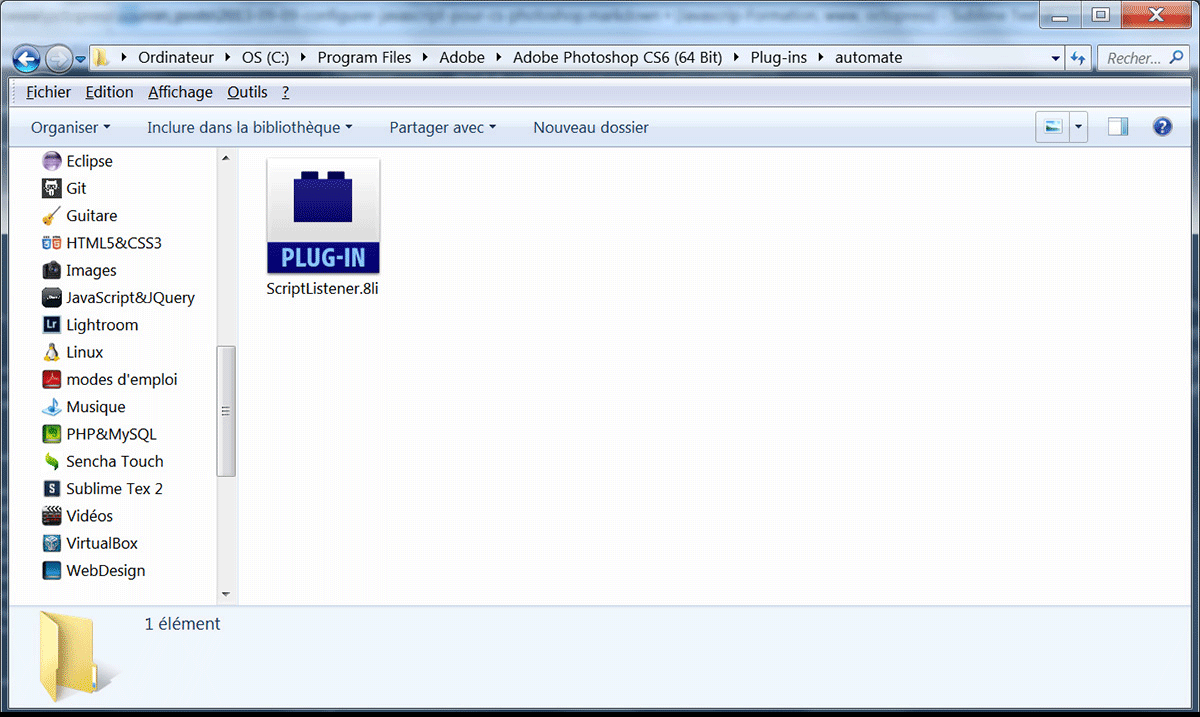 Ordinateur OS (C:) Program Files Adobe Adobe Photoshop CS6 (64 Bit) Plug-ins automate Recher...
Fichier Edition Affichage Outils ?
Organiser Inclure dans la bibliothèque Partager avec Nouveau dossier
Eclipse
Git
Guitare
HTML5&CSS3
Images
JavaScript&JQuery
Lr Lightroom
Linux
modes d'emploi
Musique
PHP&MySQL
Sencha Touch
S Sublime Tex 2
Vidéos
VirtualBox
WebDesign
PLUG-IN
ScriptListener.8li
1 élément